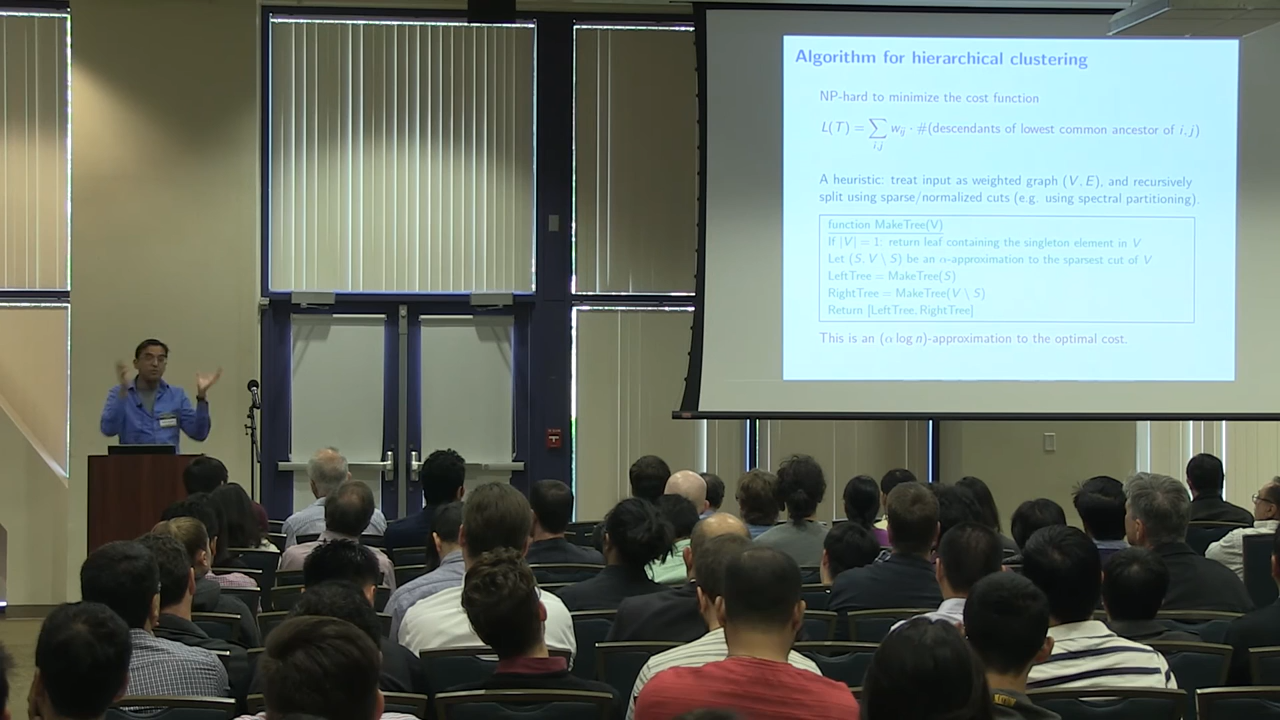 Algorithm for hierarchical clustering
NP-hard to minimize the cost function
L(T) = ∑_{i,j} w_{ij} · #(descendants of lowest common ancestor of i, j)
A heuristic: treat input as weighted graph (V, E), and recursively
split using sparse/normalized cuts (e.g. using spectral partitioning).
function MakeTree(V)
If |V| = 1: return leaf containing the singleton element in V
Let (S, V \ S) be an α-approximation to the sparsest cut of V
LeftTree = MakeTree(S)
RightTree = MakeTree(V \ S)
Return [LeftTree, RightTree]
This is an (α log n)-approximation to the optimal cost.